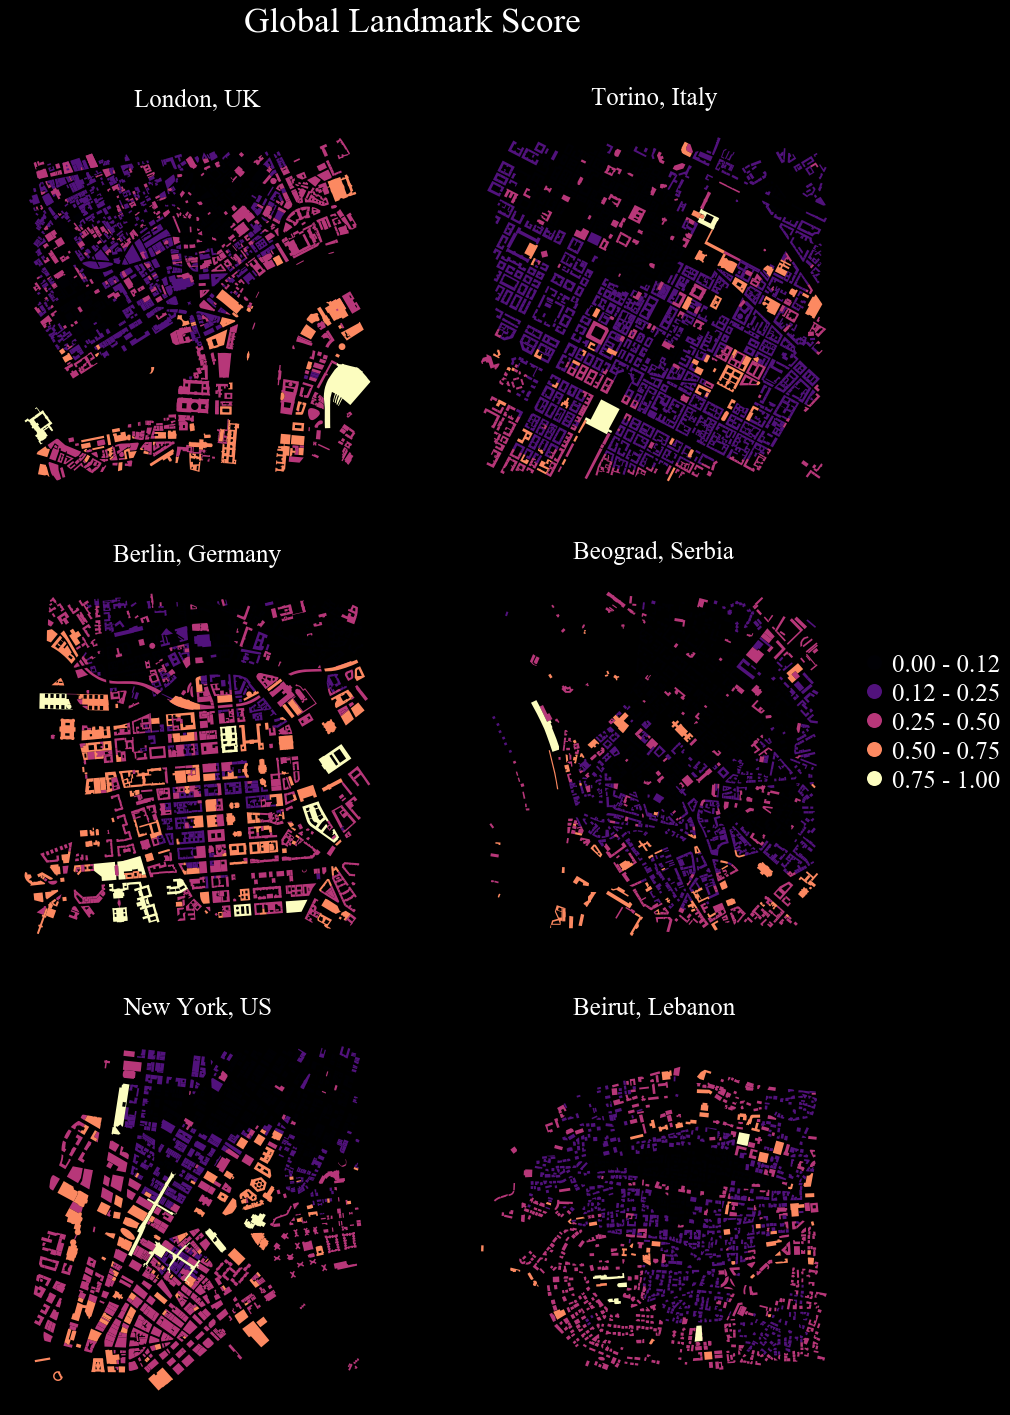 Global Landmark Score
London, UK
Torino, Italy
Berlin, Germany
Beograd, Serbia
0.00 - 0.12
0.12 - 0.25
0.25 - 0.50
0.50 - 0.75
0.75 - 1.00
New York, US
Beirut, Lebanon